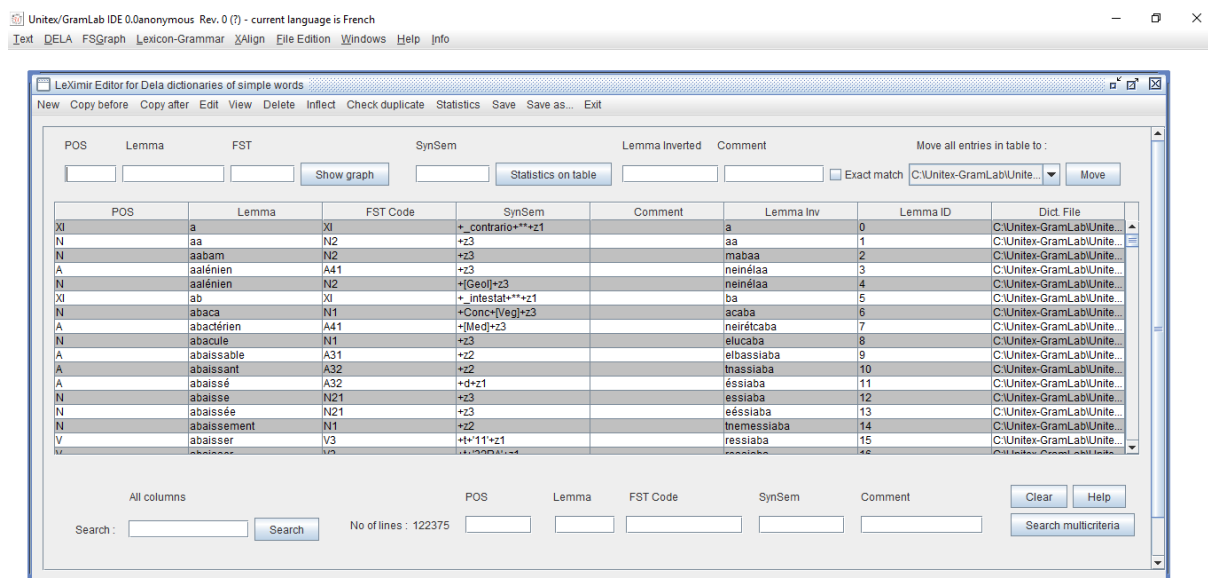 Unitex/GramLab IDE 0.0anonymous Rev. 0 (?) - current language is French
Text DELA FSGraph Lexicon-Grammar XAlign File Edition Windows Help Info
LeXimir Editor for Dela dictionaries of simple words
New Copy before Copy after Edit View Delete Inflect Check duplicate Statistics Save Save as... Exit
POS Lemma FST SynSem Lemma Inverted Comment Move all entries in table to :
Show graph Statistics on table Exact match C:\Unitex-GramLab\Unite... Move
POS Lemma FST Code SynSem Comment Lemma Inv Lemma ID Dict. File
XI a XI +_contrario+**+z1 a 0 C:\Unitex-GramLab\Unite...
N aa N2 +z3 aa 1 C:\Unitex-GramLab\Unite...
N aabam N2 +z3 mabaa 2 C:\Unitex-GramLab\Unite...
A aalénien A41 +z3 neinélaa 3 C:\Unitex-GramLab\Unite...
N aalénien N2 +[Geol]+z3 neinélaa 4 C:\Unitex-GramLab\Unite...
XI ab XI +_intestat+**+z1 ba 5 C:\Unitex-GramLab\Unite...
N abaca N1 +Conc+[Veg]+z3 acaba 6 C:\Unitex-GramLab\Unite...
A abactérien A41 +[Med]+z3 neirétcaba 7 C:\Unitex-GramLab\Unite...
N abacule N1 +z3 elucaba 8 C:\Unitex-GramLab\Unite...
A abaissable A31 +z2 elbassiaba 9 C:\Unitex-GramLab\Unite...
A abaissant A32 +z2 tnassiaba 10 C:\Unitex-GramLab\Unite...
A abaissé A32 +d+z1 éssiaba 11 C:\Unitex-GramLab\Unite...
N abaisse N21 +z3 essiaba 12 C:\Unitex-GramLab\Unite...
N abaissée N21 +z3 eéssiaba 13 C:\Unitex-GramLab\Unite...
N abaissement N1 +z2 tnemessiaba 14 C:\Unitex-GramLab\Unite...
V abaisser V3 +t+'11'+z1 ressiaba 15 C:\Unitex-GramLab\Unite...
All columns POS Lemma FST Code SynSem Comment Clear Help
Search : Search No of lines : 122375 Search multicriteria